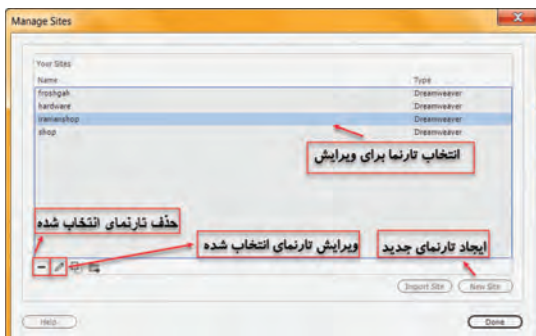 Manage Sites
Your Sites
Name Type
froshgah Dreamweaver
hardware Dreamweaver
iranianshop Dreamweaver
shop Dreamweaver
انتخاب تارنما برای ویرایش
حذف تارنمای انتخاب شده
ویرایش تارنمای انتخاب شده
ایجاد تارنمای جدید
Import Site New Site
Help Done